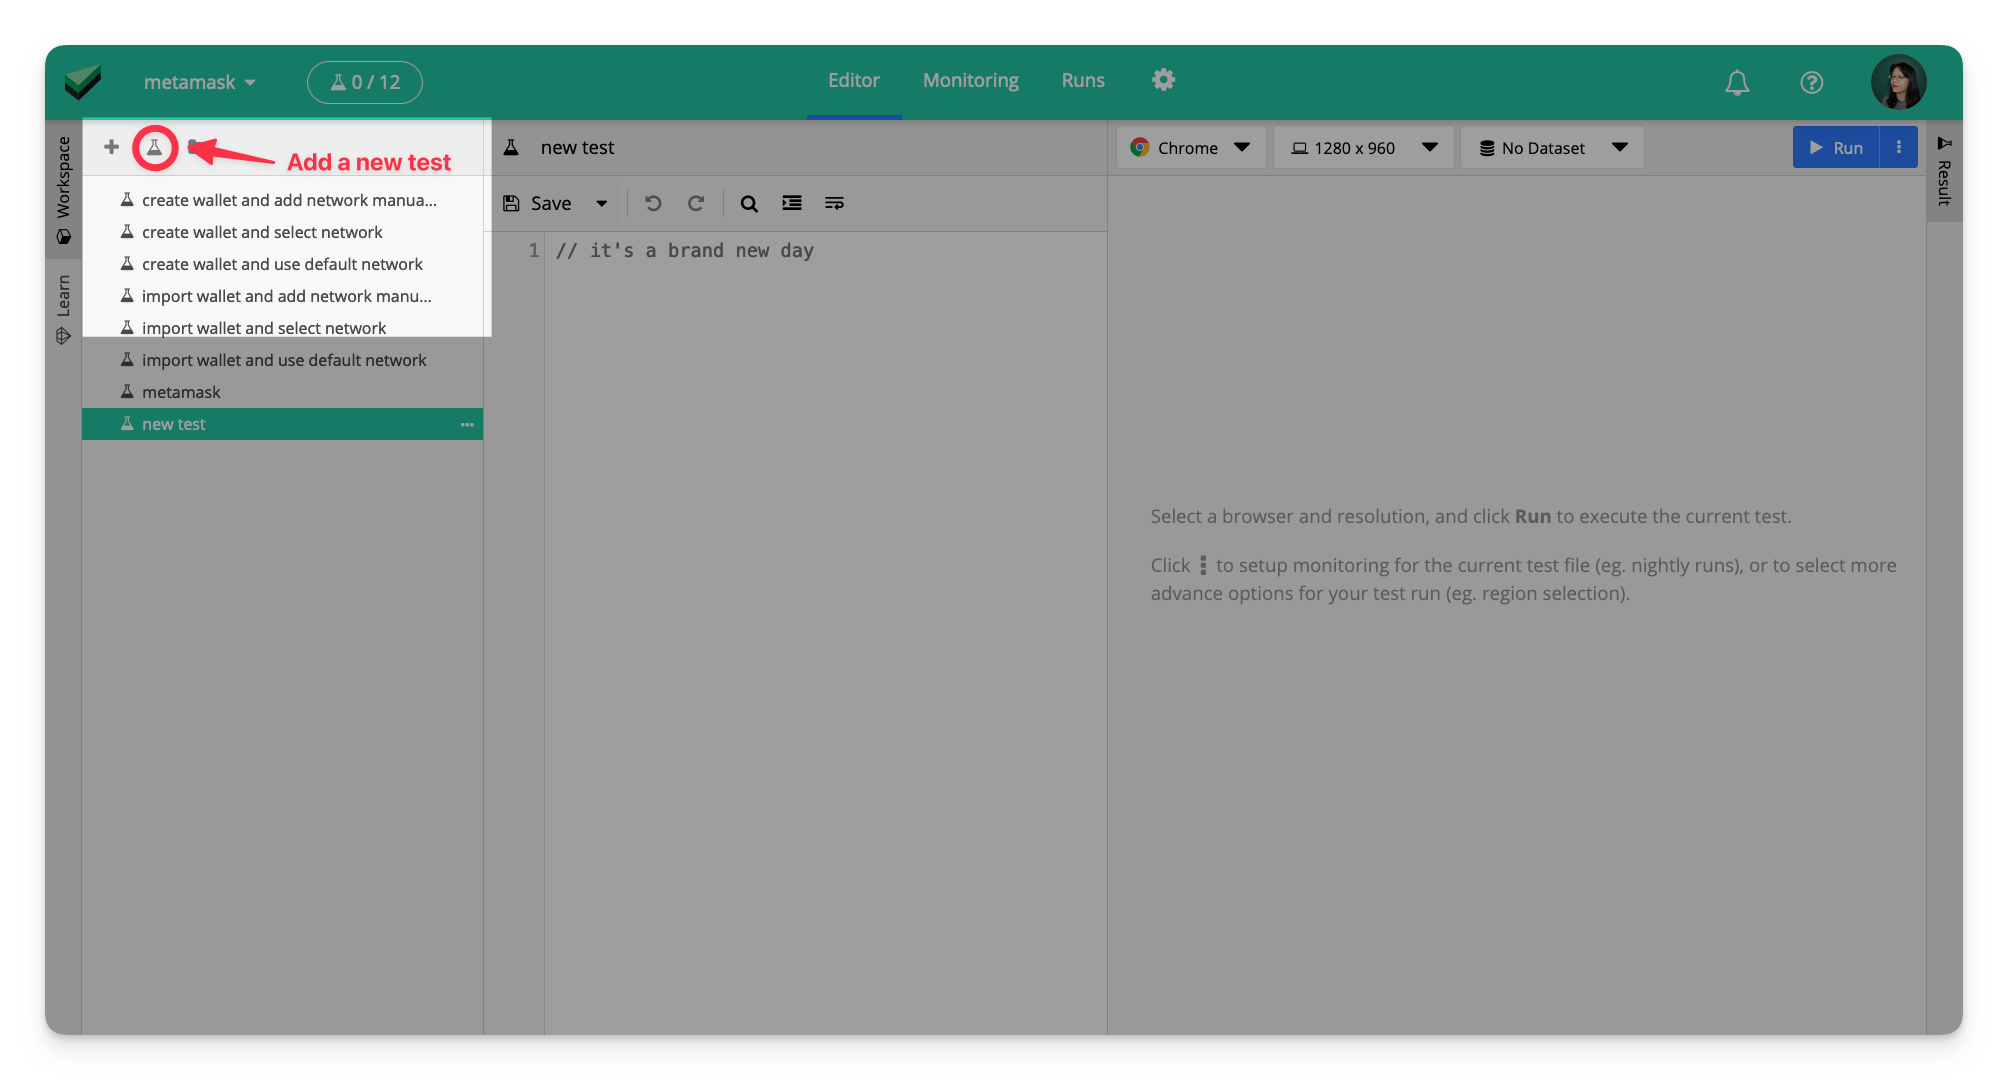 metamask
0 / 12
Editor
Monitoring
Runs
Workspace
Learn
Add a new test
create wallet and add network manua...
create wallet and select network
create wallet and use default network
import wallet and add network manu...
import wallet and select network
import wallet and use default network
metamask
new test
new test
Save
1 // it's a brand new day
Chrome
1280 x 960
No Dataset
Run
Result
Select a browser and resolution, and click Run to execute the current test.
Click to setup monitoring for the current test file (eg. nightly runs), or to select more
advance options for your test run (eg. region selection).